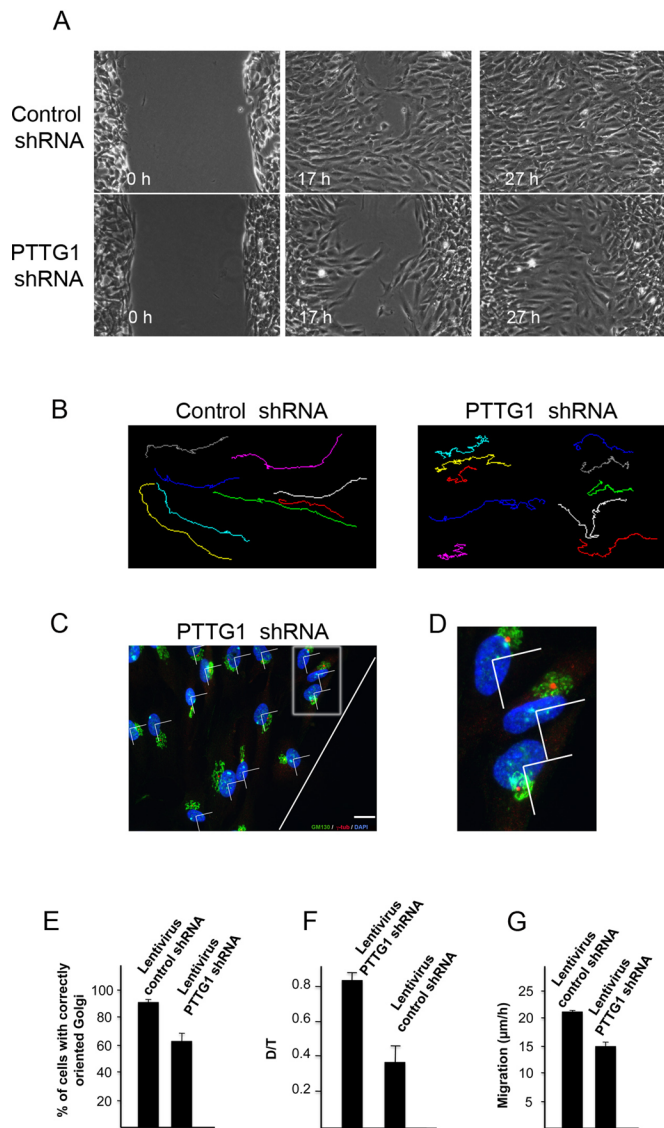 A
Control
shRNA
0 h
17 h
27 h
PTTG1
shRNA
0 h
17 h
27 h
B
Control shRNA
PTTG1 shRNA
C
PTTG1 shRNA
D
GM130 / γ-tub / DAPI
E
Lentivirus
control shRNA
Lentivirus
PTTG1 shRNA
% of cells with correctly
oriented Golgi
100
80
60
40
20
F
Lentivirus
PTTG1 shRNA
Lentivirus
control shRNA
D/T
0.8
0.6
0.4
0.2
G
Lentivirus
control shRNA
Lentivirus
PTTG1 shRNA
Migration (μm/h)
25
20
15
10
5